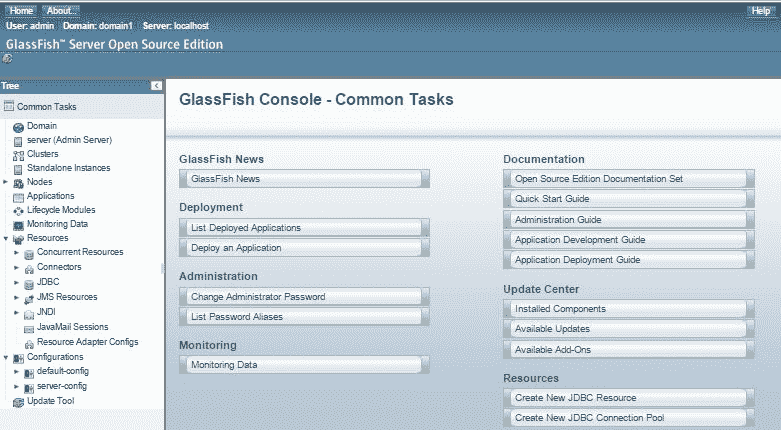 Home About...
Help
User: admin Domain: domain1 Server: localhost
GlassFish™ Server Open Source Edition
Tree
Common Tasks
Domain
server (Admin Server)
Clusters
Standalone Instances
Nodes
Applications
Lifecycle Modules
Monitoring Data
Resources
Concurrent Resources
Connectors
JDBC
JMS Resources
JNDI
JavaMail Sessions
Resource Adapter Configs
Configurations
default-config
server-config
Update Tool
GlassFish Console - Common Tasks
GlassFish News
GlassFish News
Deployment
List Deployed Applications
Deploy an Application
Administration
Change Administrator Password
List Password Aliases
Monitoring
Monitoring Data
Documentation
Open Source Edition Documentation Set
Quick Start Guide
Administration Guide
Application Development Guide
Application Deployment Guide
Update Center
Installed Components
Available Updates
Available Add-Ons
Resources
Create New JDBC Resource
Create New JDBC Connection Pool